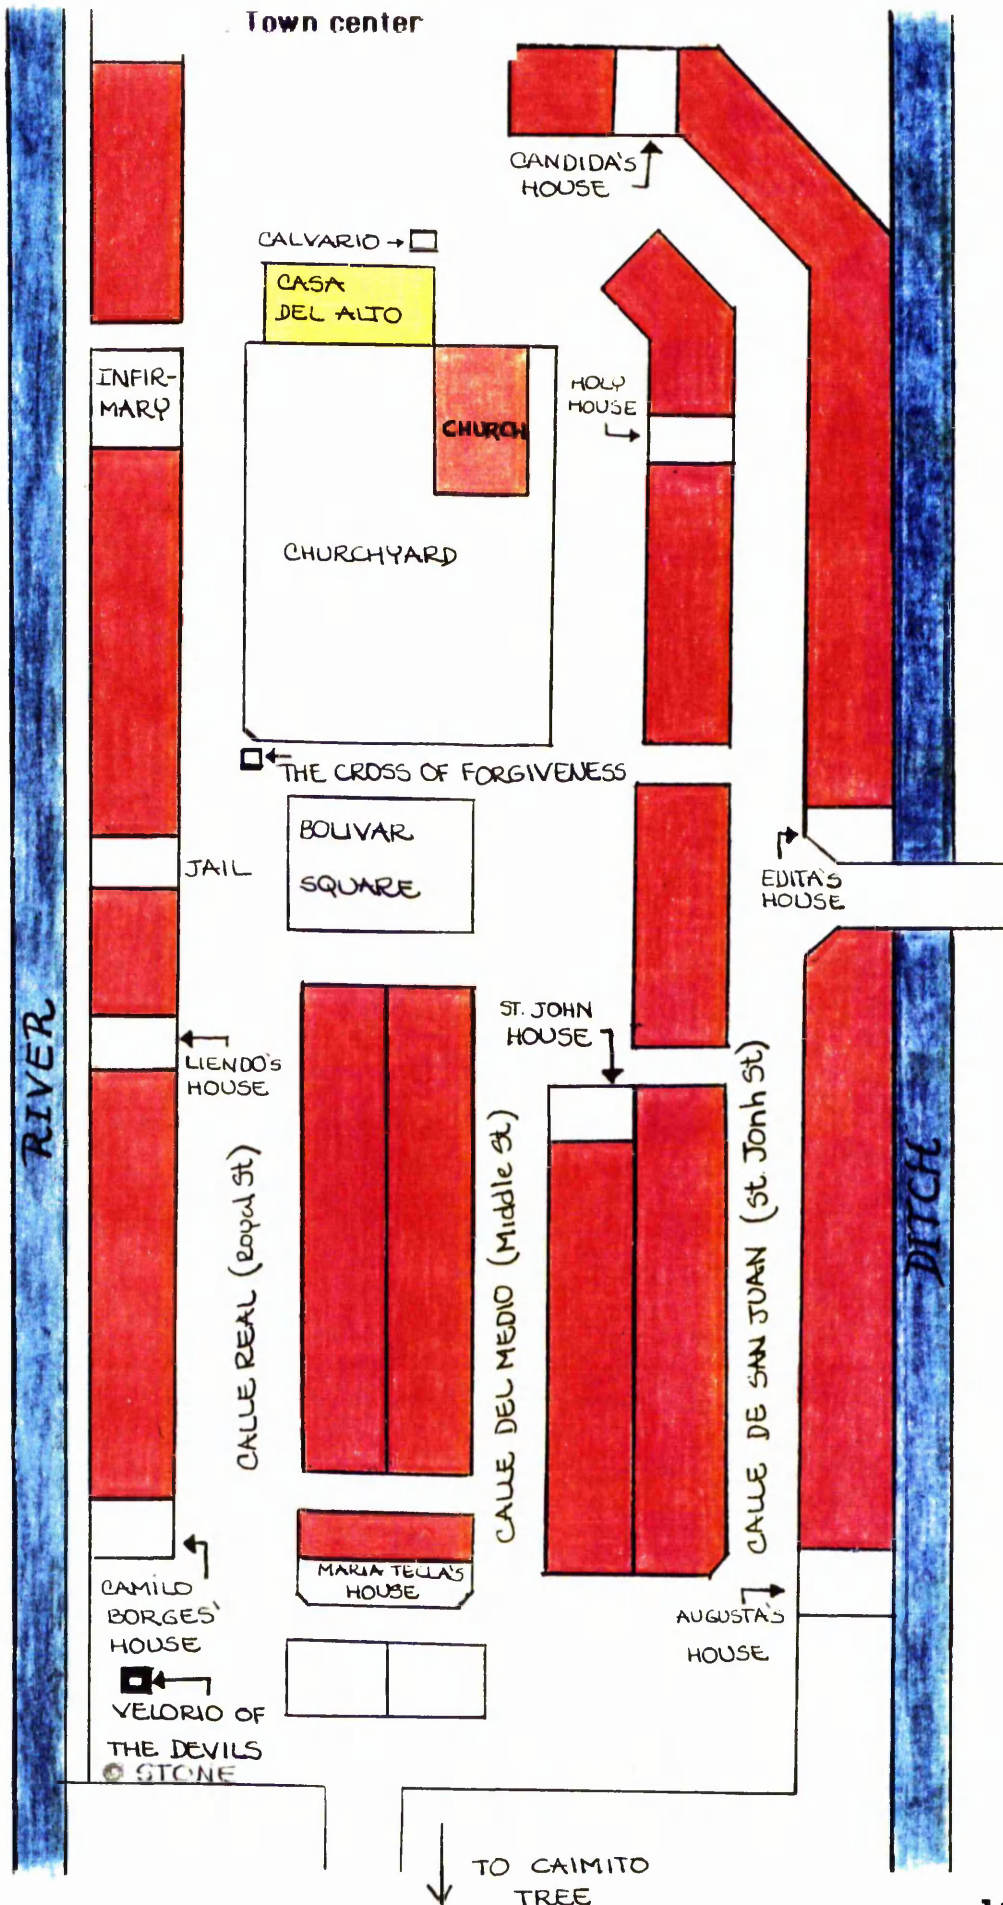 Town center
CANDIDA'S
HOUSE
CALVARIO
CASA
DEL ALTO
INFIR-
MARY
HOLY
HOUSE
CHURCH
CHURCHYARD
THE CROSS OF FORGIVENESS
BOLIVAR
SQUARE
JAIL
EDITA'S
HOUSE
ST. JOHN
HOUSE
LIENDO'S
HOUSE
RIVER
DITCH
CALLE REAL (Royal St)
CALLE DEL MEDIO (Middle St)
CALLE DE SAN JUAN (St. Jonh St)
MARIA TELLA'S
HOUSE
CAMILO
BORGES'
HOUSE
AUGUSTA'S
HOUSE
VELORIO OF
THE DEVILS
STONE
TO CAIMITO
TREE